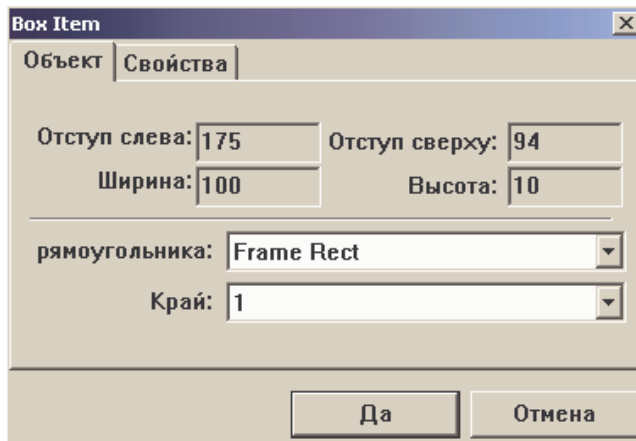 Box Item
Объект Свойства
Отступ слева: 175 Отступ сверху: 94
Ширина: 100 Высота: 10
рямоугольника: Frame Rect
Край: 1
Да Отмена